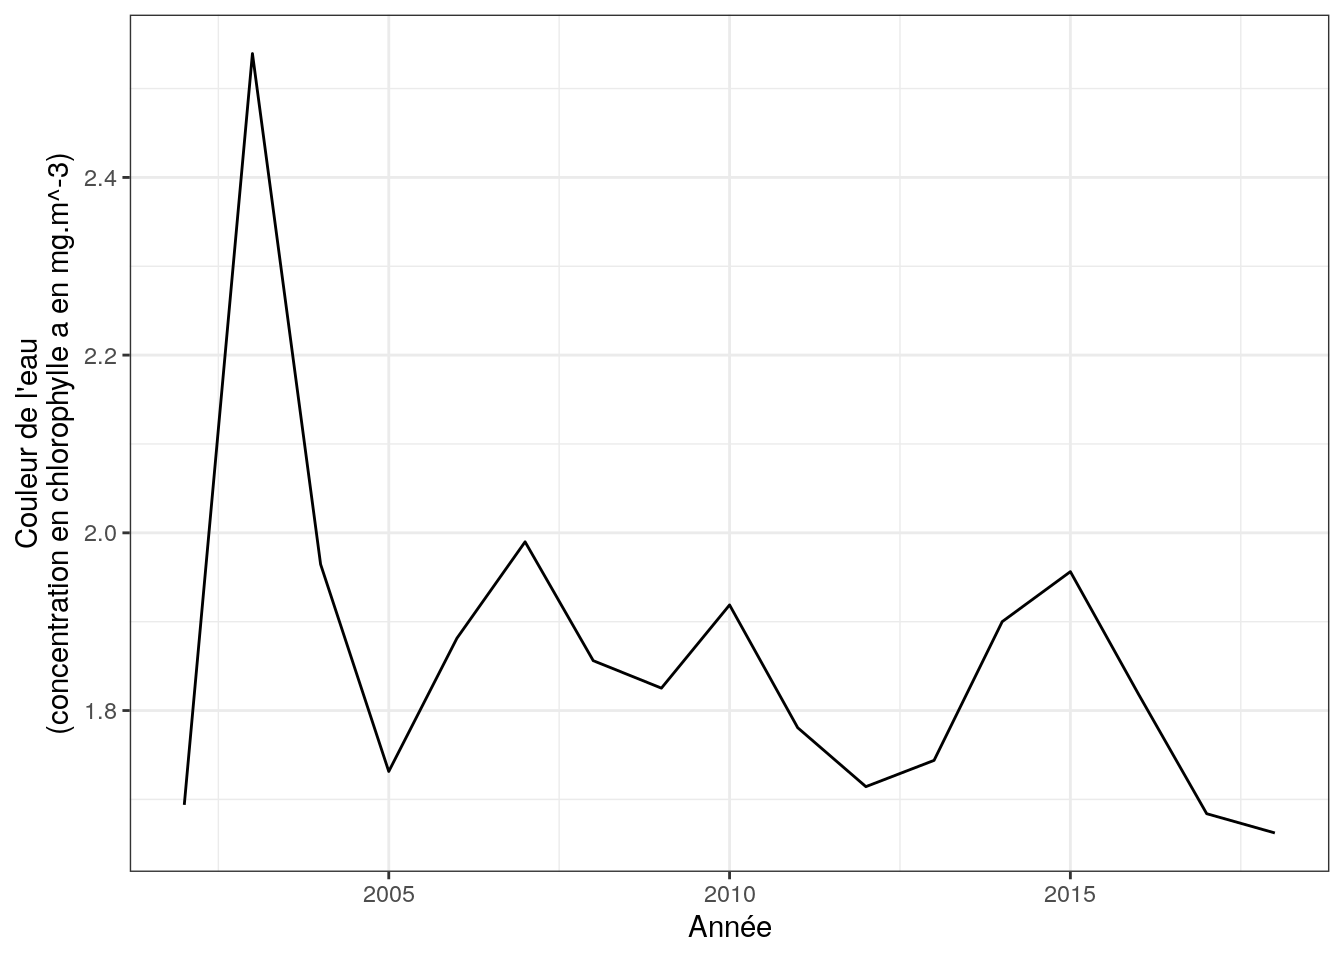 Couleur de l'eau
(concentration en chlorophylle a en mg.m^-3)
2.4
2.2
2.0
1.8
2005
2010
2015
Année